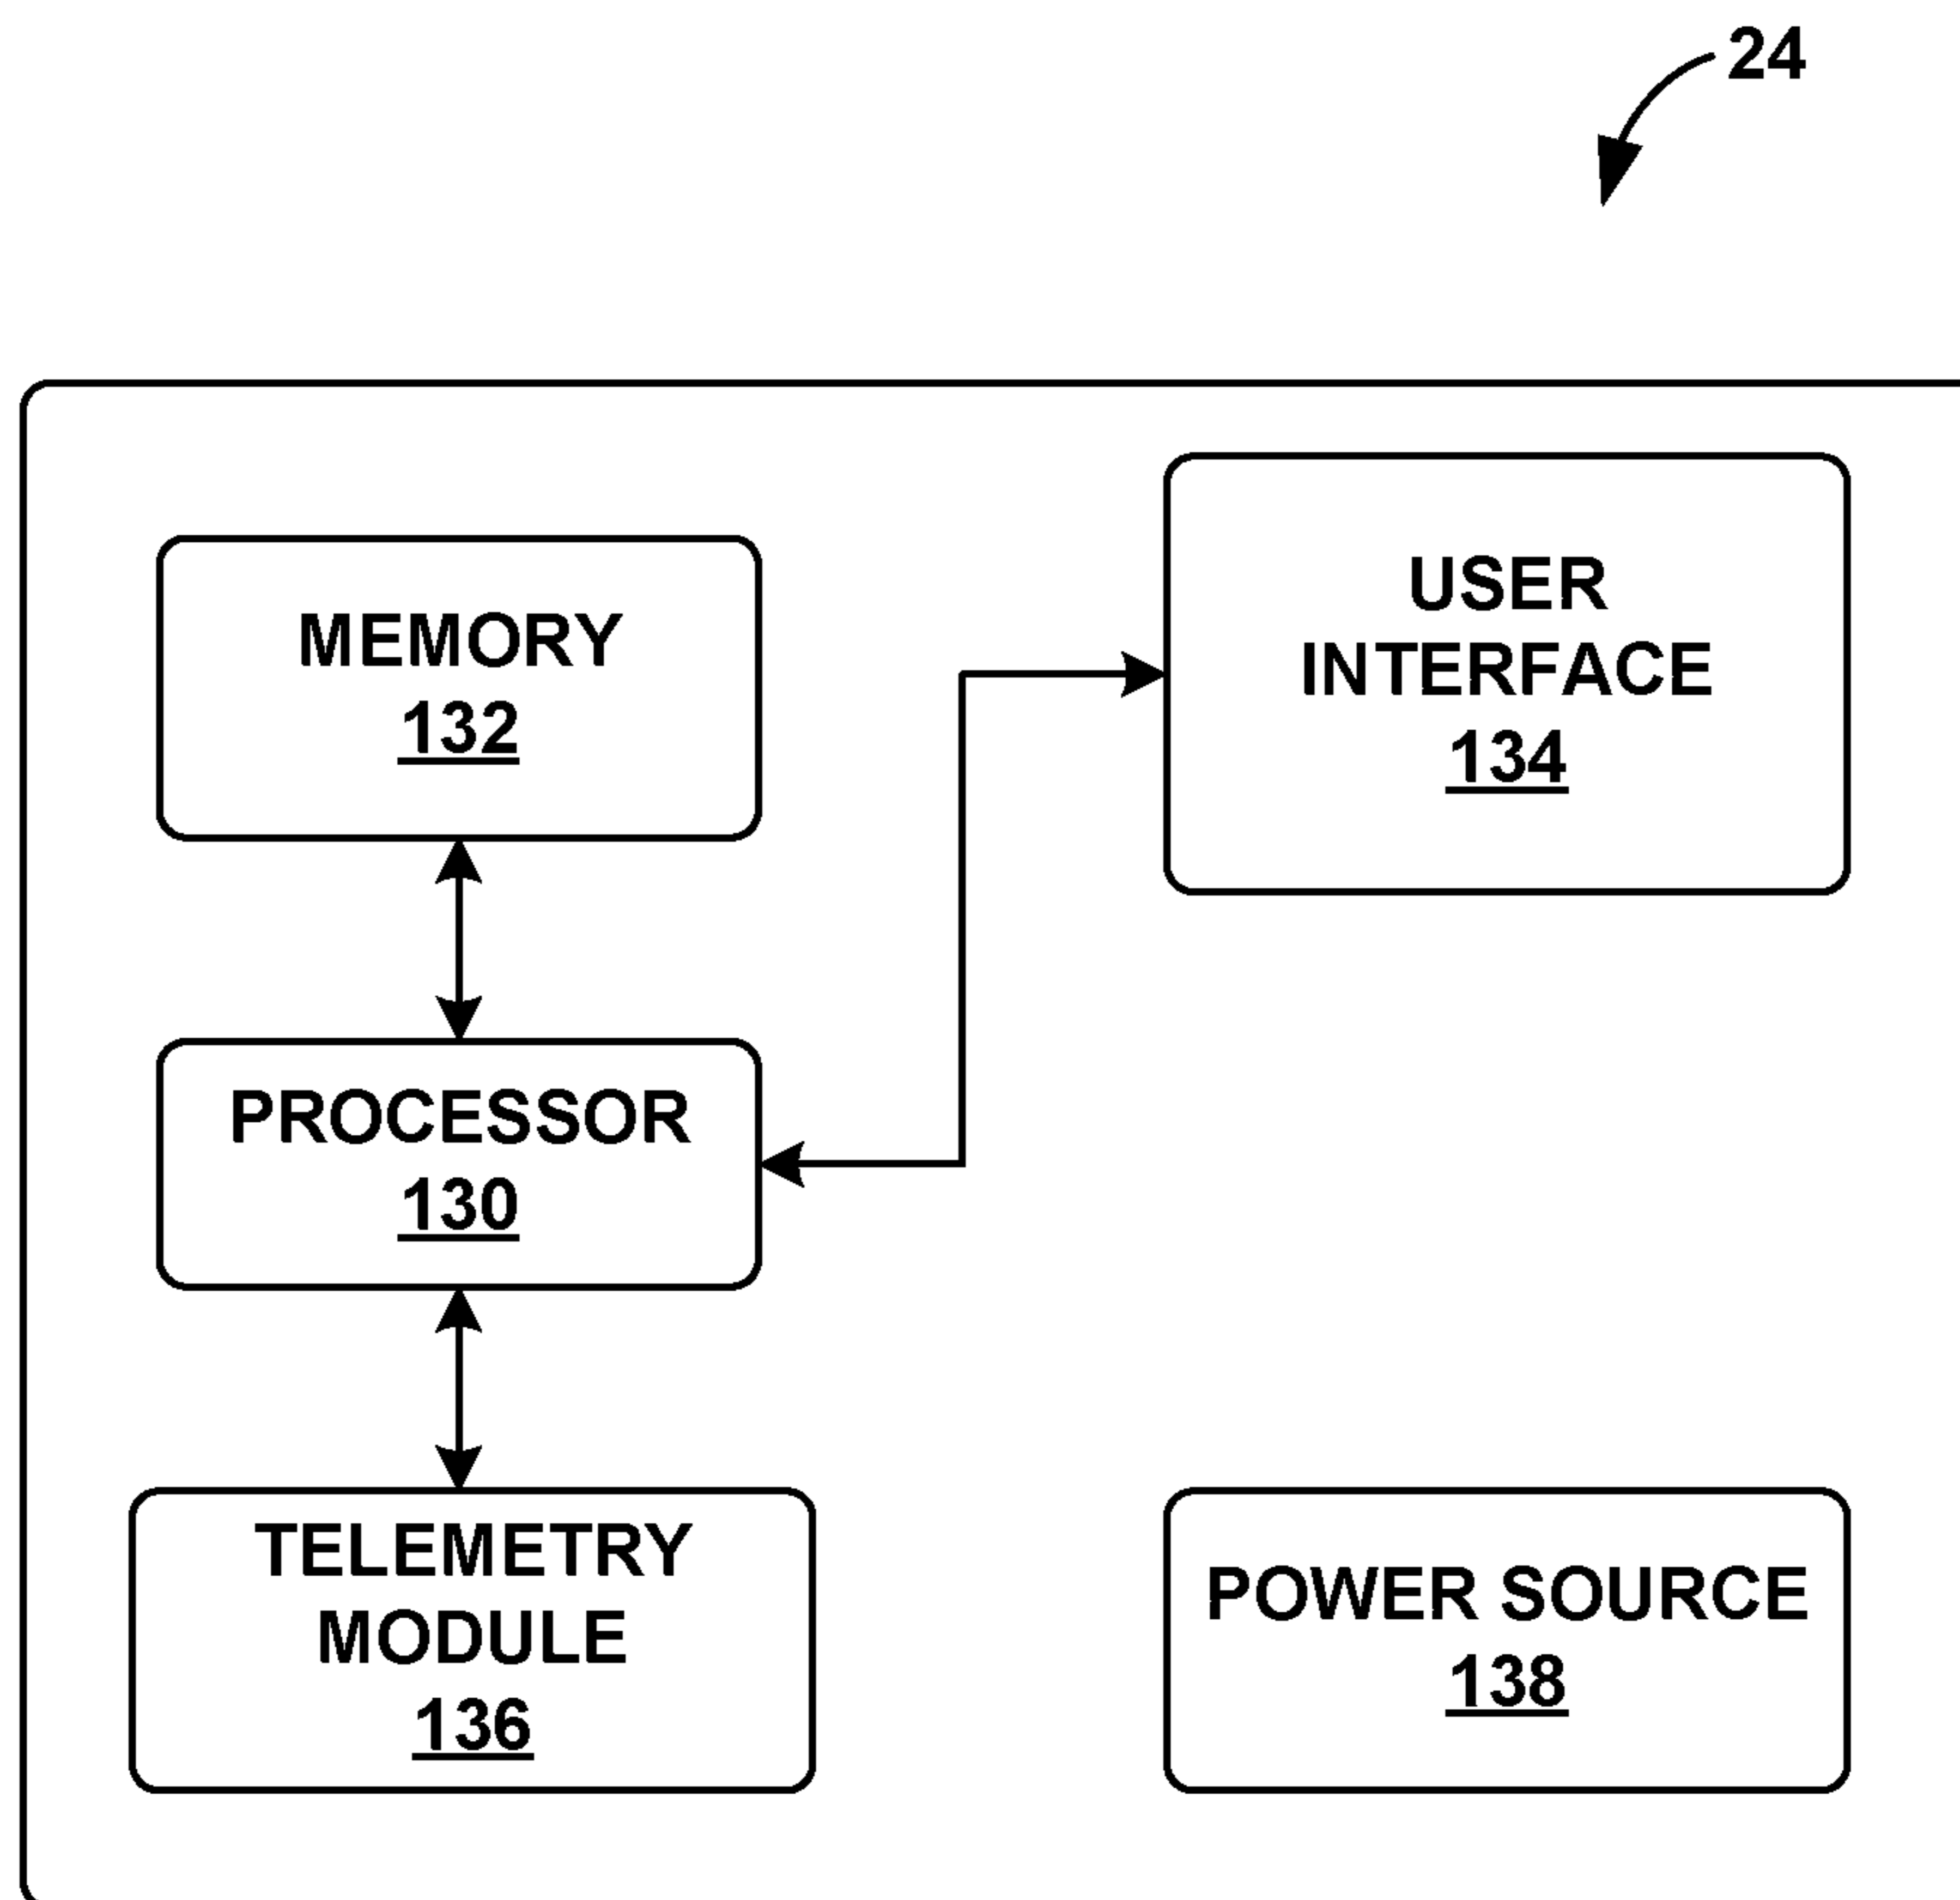 24
MEMORY
132
USER
INTERFACE
134
PROCESSOR
130
TELEMETRY
MODULE
136
POWER SOURCE
138